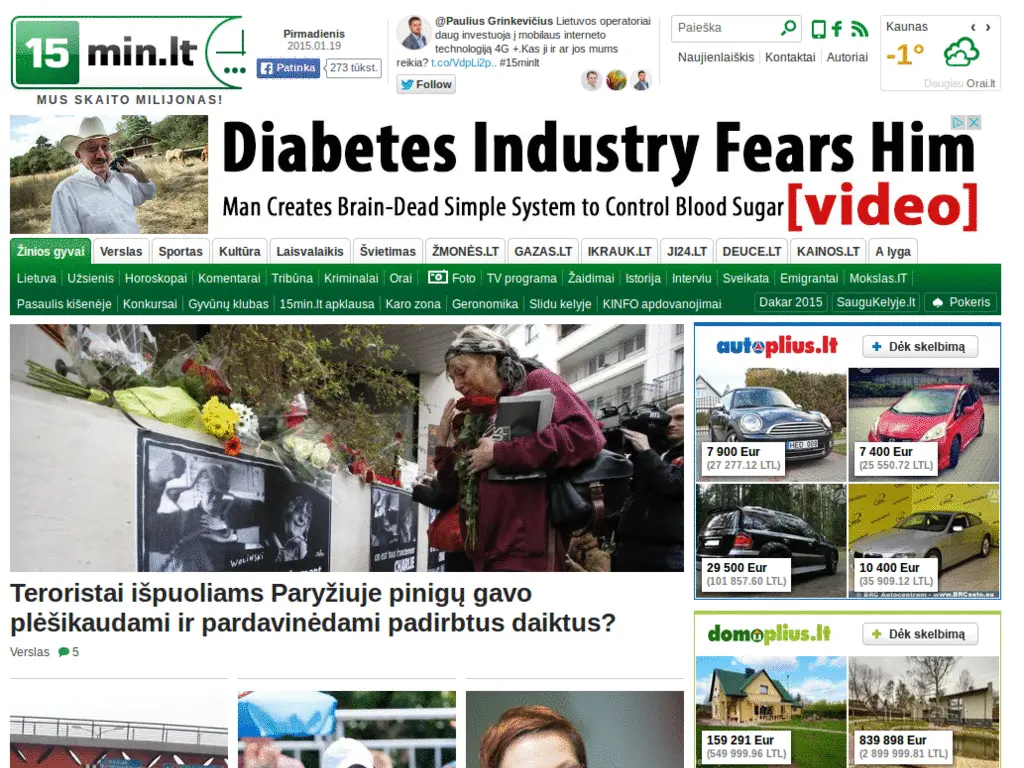 15min.lt
MUS SKAITO MILIJONAS!
Pirmadienis
2015.01.19
Patinka 273 tūkst.
@Paulius Grinkevičius Lietuvos operatoriai
daug investuoja į mobilaus interneto
technologiją 4G +.Kas ji ir ar jos mums
reikia? t.co/VdpLi2p.. #15minlt
Follow
Paieška
Naujienlaiškis Kontaktai Autoriai
Kaunas
-1°
Daugiau Orai.lt
Diabetes Industry Fears Him
Man Creates Brain-Dead Simple System to Control Blood Sugar [video]
Žinios gyvai Verslas Sportas Kultūra Laisvalaikis Švietimas ŽMONĖS.LT GAZAS.LT IKRAUK.LT JI24.LT DEUCE.LT KAINOS.LT A lyga
Lietuva Užsienis Horoskopai Komentarai Tribūna Kriminalai Orai Foto TV programa Žaidimai Istorija Interviu Sveikata Emigrantai Mokslas.IT
Pasaulis kišenėje Konkursai Gyvūnų klubas 15min.lt apklausa Karo zona Geronomika Slidu kelyje KINFO apdovanojimai Dakar 2015 SauguKelyje.lt Pokeris
WOLINSKI
CHARLIE
Teroristai išpuoliams Paryžiuje pinigų gavo
plėšikaudami ir pardavinėdami padirbtus daiktus?
Verslas 5
autoplius.lt
Dėk skelbimą
HED 009
7 900 Eur
(27 277.12 LTL)
7 400 Eur
(25 550.72 LTL)
29 500 Eur
(101 857.60 LTL)
10 400 Eur
(35 909.12 LTL)
© BRC Autocentrum - www.BRCauto.eu
domoplius.lt
Dėk skelbimą
159 291 Eur
(549 999.96 LTL)
839 898 Eur
(2 899 999.81 LTL)